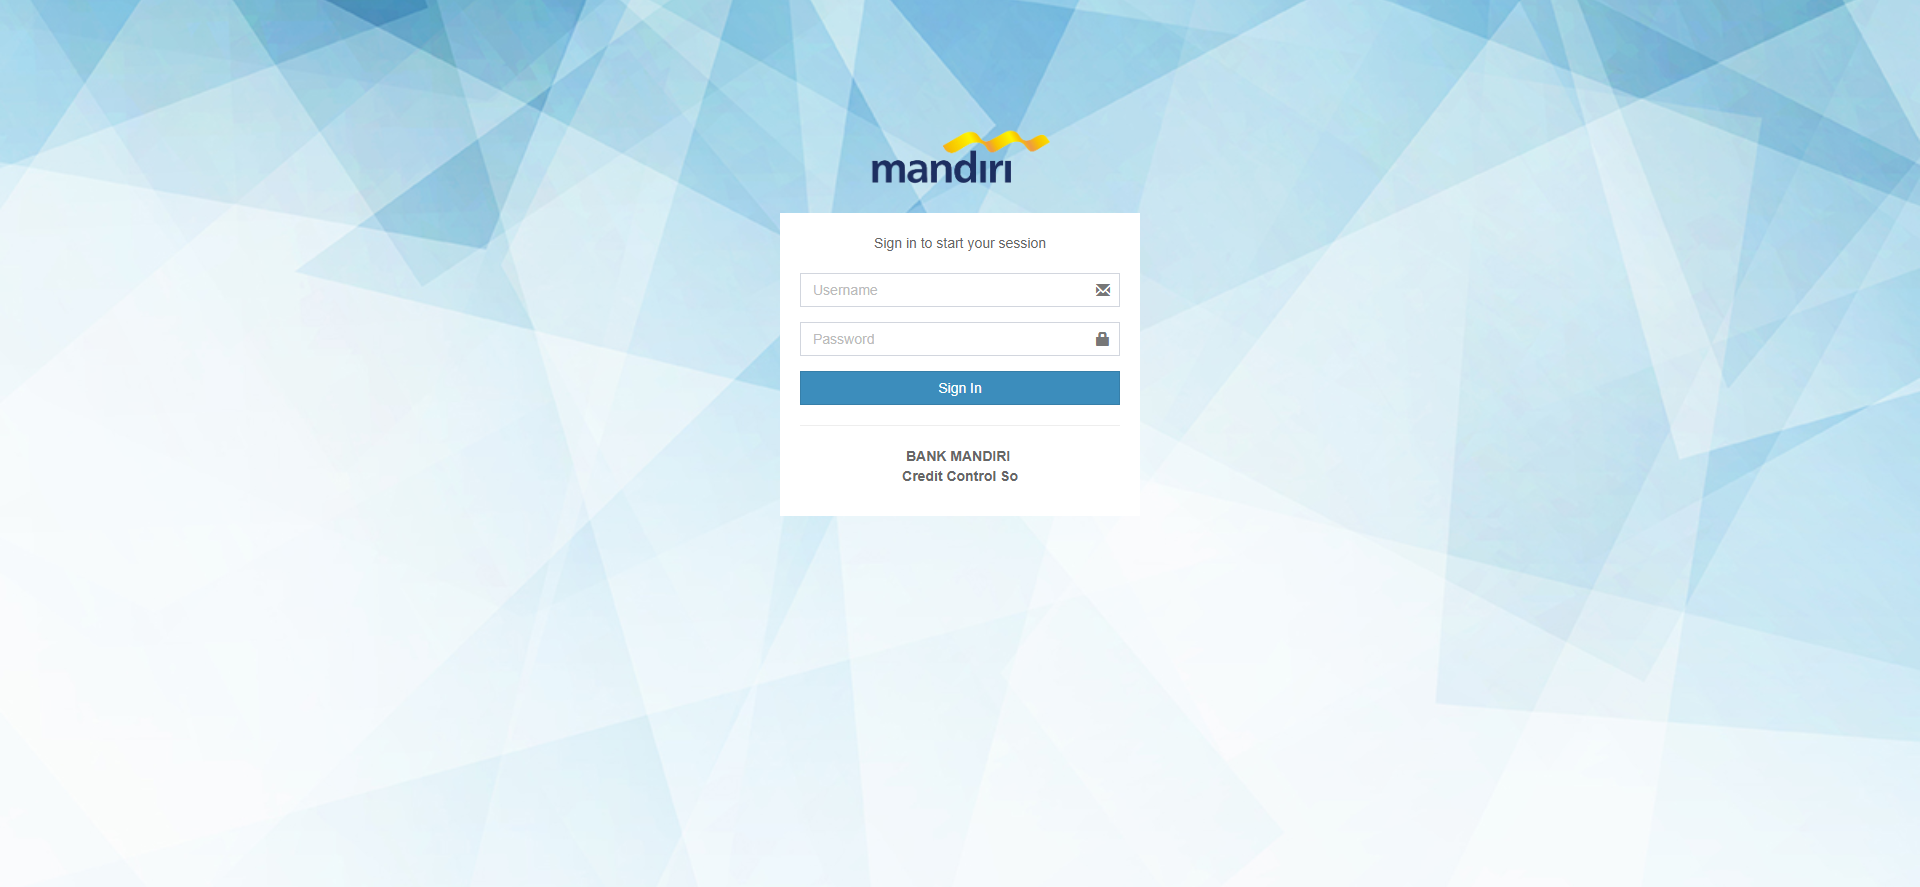 mandiri
Sign in to start your session
Username
Password
Sign In
BANK MANDIRI
Credit Control So